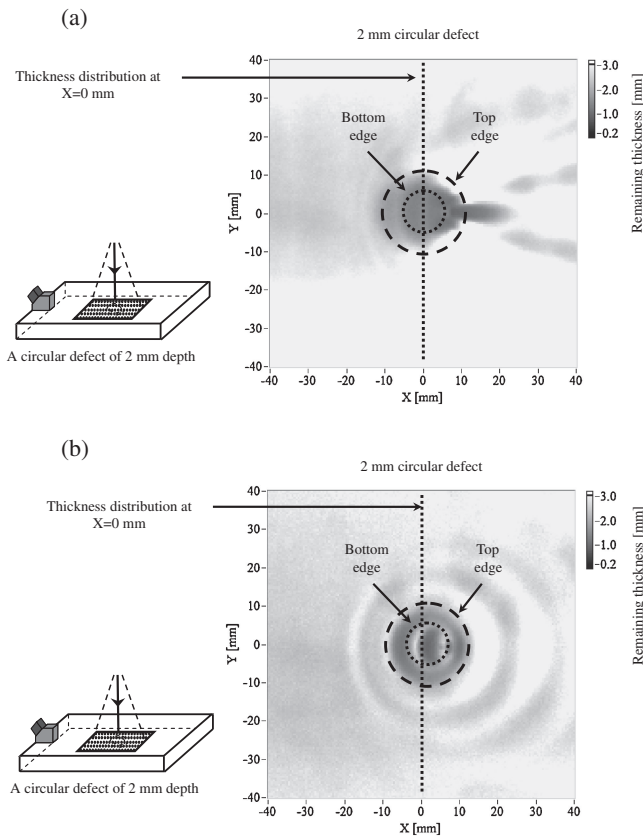 (a)
2 mm circular defect
Thickness distribution at
X=0 mm
Bottom
edge
Top
edge
40
30
20
10
0
-10
-20
-30
-40
Y [mm]
-40 -30 -20 -10 0 10 20 30 40
X [mm]
3.0
1.0
0.2
Remaining thickness [mm]
A circular defect of 2 mm depth
(b)
2 mm circular defect
Thickness distribution at
X=0 mm
Bottom
edge
Top
edge
40
30
20
10
0
-10
-20
-30
-40
Y [mm]
-40 -30 -20 -10 0 10 20 30 40
X [mm]
3.0
2.0
1.0
0.2
Remaining thickness [mm]
A circular defect of 2 mm depth